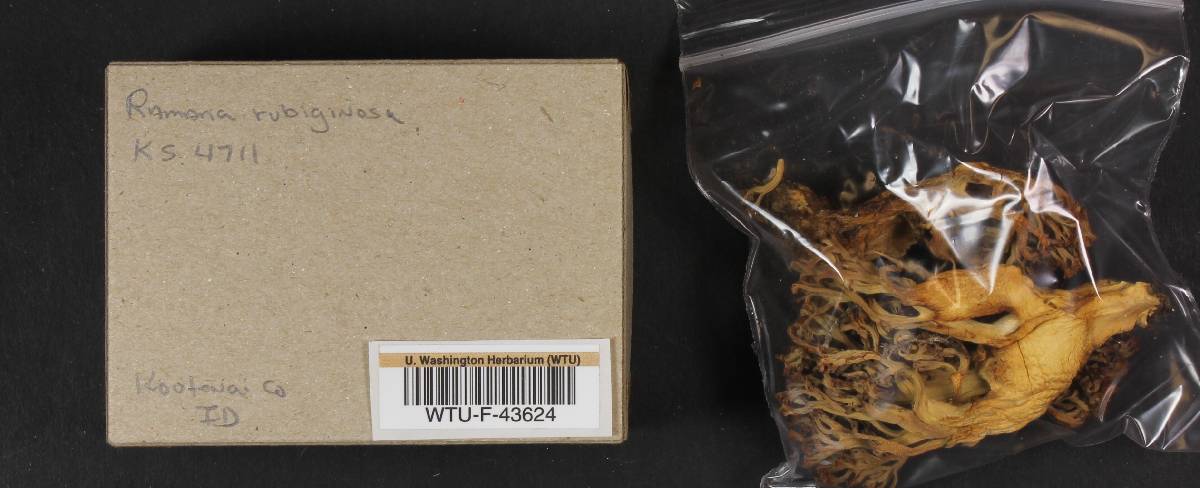 Ramaria rubiginosa
KS. 4711
Kootenai Co
ID
U. Washington Herbarium (WTU)
WTU-F-43624